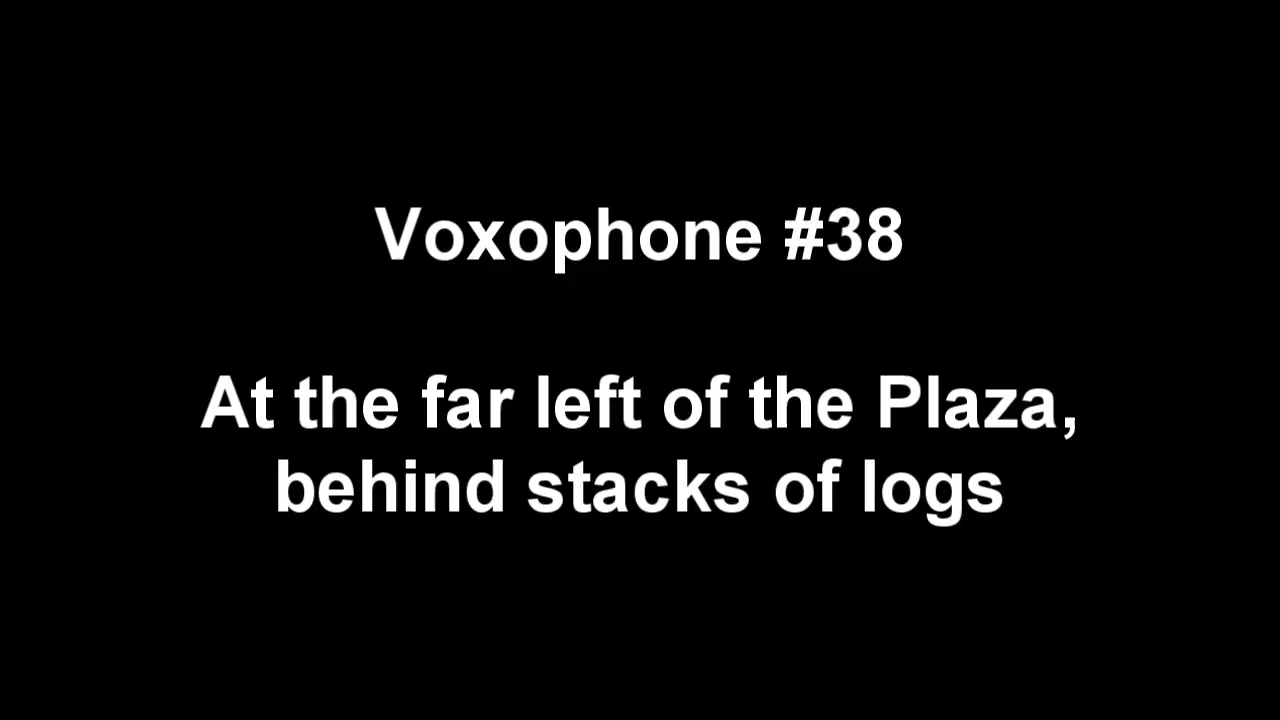 Voxophone #38
At the far left of the Plaza,
behind stacks of logs